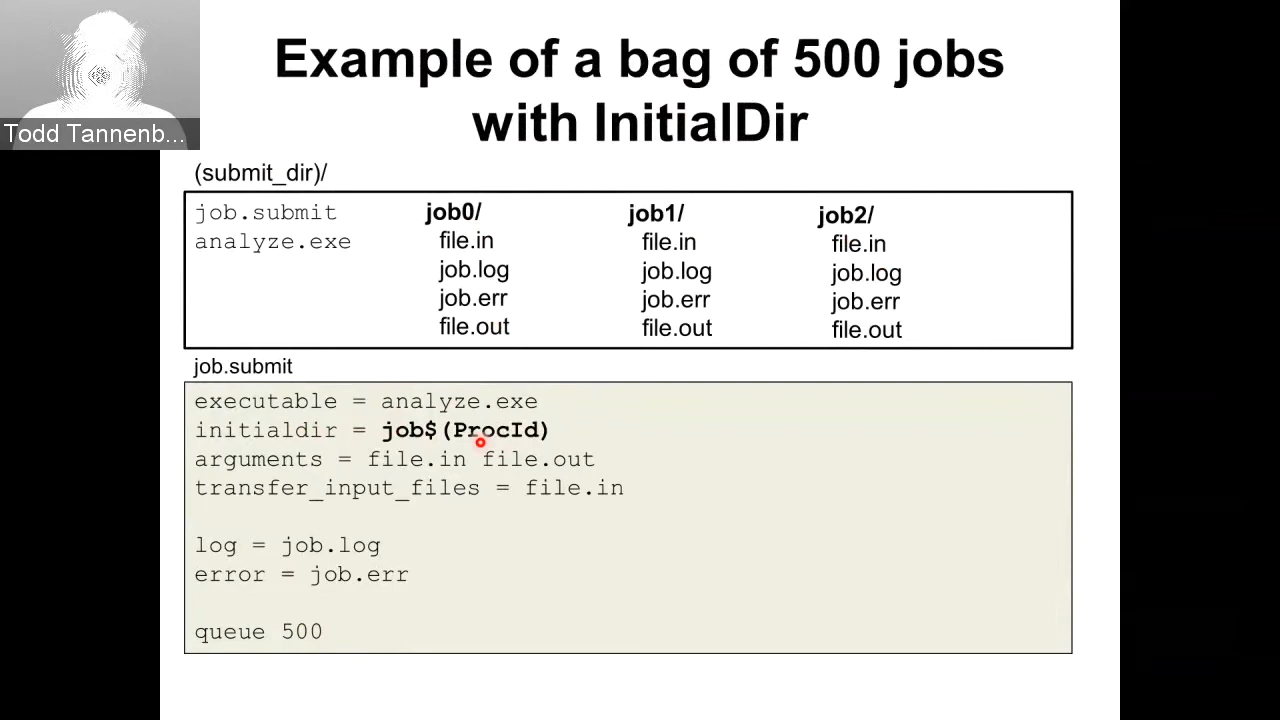 Example of a bag of 500 jobs
with InitialDir
Todd Tannenb...
(submit_dir)/
job.submit
analyze.exe
job0/
file.in
job.log
job.err
file.out
job1/
file.in
job.log
job.err
file.out
job2/
file.in
job.log
job.err
file.out
job.submit
executable = analyze.exe
initialdir = job$(ProcId)
arguments = file.in file.out
transfer_input_files = file.in
log = job.log
error = job.err
queue 500